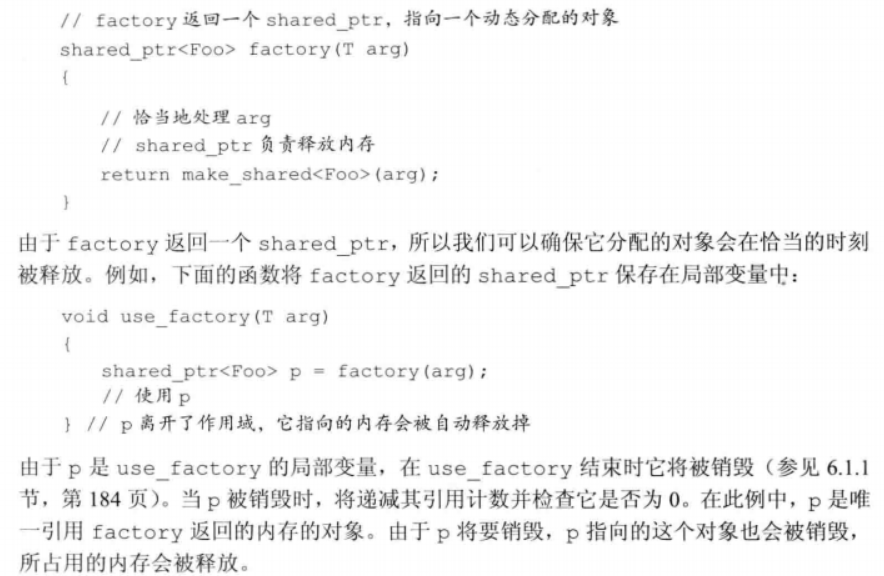 // factory 返回一个 shared_ptr，指向一个动态分配的对象
shared_ptr<Foo> factory(T arg)
{
// 恰当地处理 arg
// shared_ptr 负责释放内存
return make_shared<Foo>(arg);
}
由于 factory 返回一个 shared_ptr，所以我们可以确保它分配的对象会在恰当的时刻
被释放。例如，下面的函数将 factory 返回的 shared_ptr 保存在局部变量中：
void use_factory(T arg)
{
shared_ptr<Foo> p = factory(arg);
// 使用 p
} // p 离开了作用域，它指向的内存会被自动释放掉
由于 p 是 use_factory 的局部变量，在 use_factory 结束时它将被销毁（参见 6.1.1
节，第 184 页）。当 p 被销毁时，将递减其引用计数并检查它是否为 0。在此例中，p 是唯
一引用 factory 返回的内存的对象。由于 p 将要销毁，p 指向的这个对象也会被销毁，
所占用的内存会被释放。